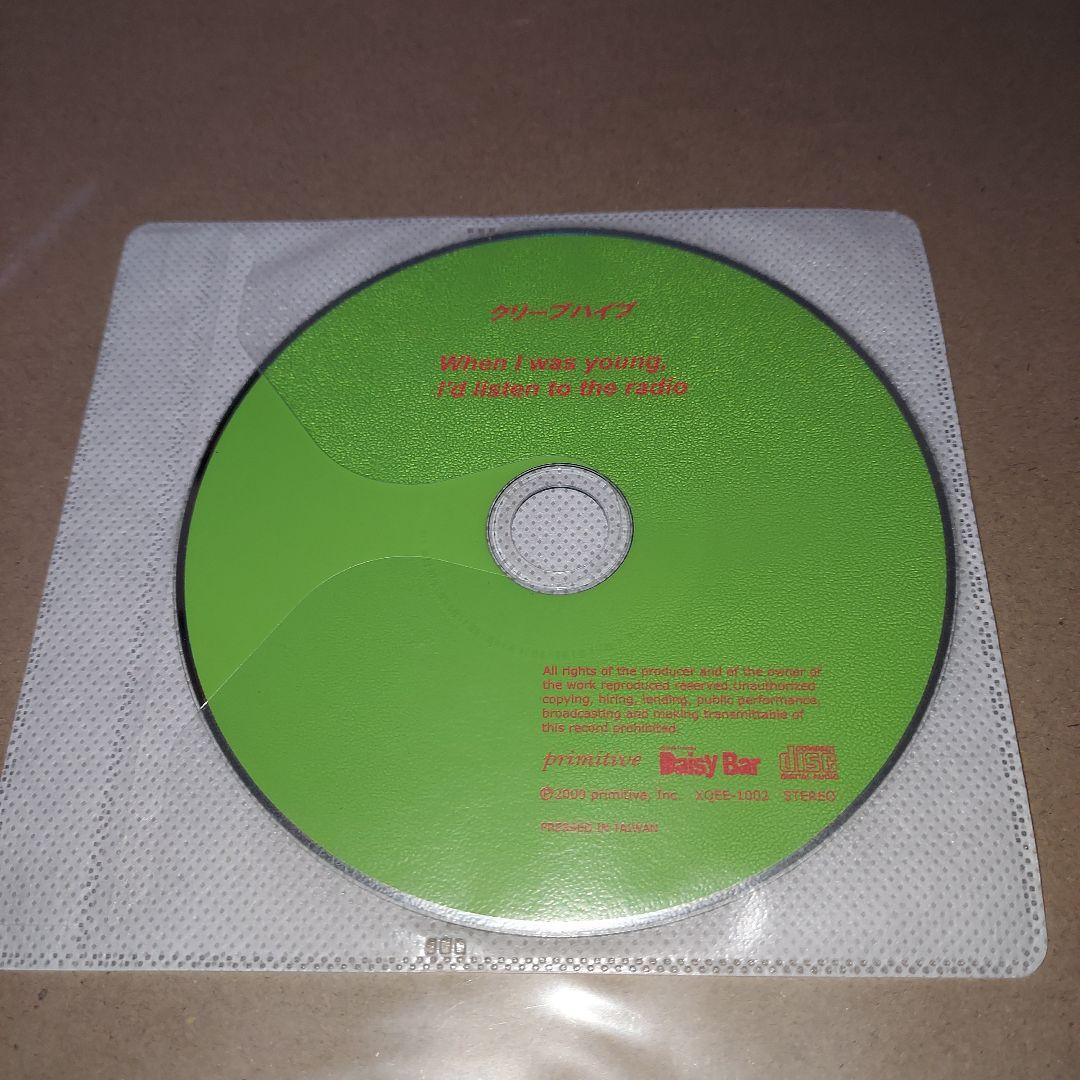 クリープハイプ
When I was young,
I'd listen to the radio
All rights of the producer and of the owner of
the work reproduced reserved.Unauthorized
copying, hiring, lending, public performance,
broadcasting and making transmittable of
this record prohibited.
primitive Daisy Bar COMPACT disc DIGITAL AUDIO
℗2009 primitive, Inc. XQEE-1002 STEREO
PRESSED IN TAIWAN